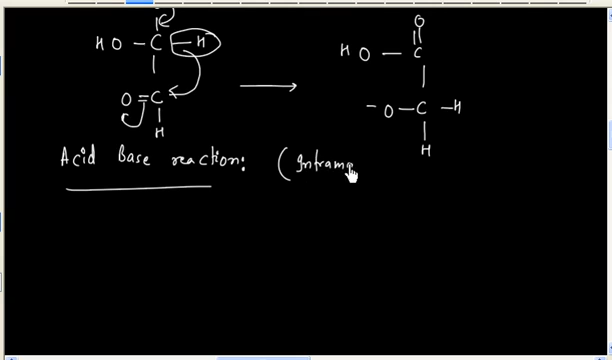 O
HO - C - H
HO - C
O = C
- O - C - H
H
H
Acid Base reaction: (Intram